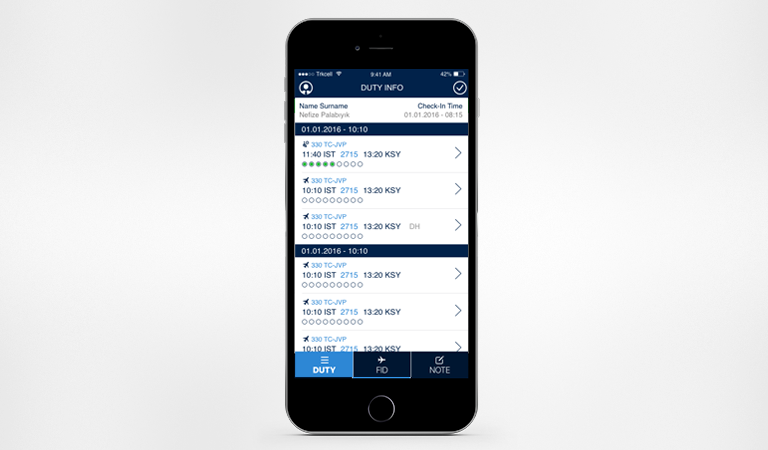 Trkcell 9:41 AM 42%
DUTY INFO
Name Surname Check-In Time
Nefize Palabıyık 01.01.2016 - 08:15
01.01.2016 - 10:10
330 TC-JVP
11:40 IST 2715 13:20 KSY
330 TC-JVP
10:10 IST 2715 13:20 KSY
330 TC-JVP
10:10 IST 2715 13:20 KSY DH
01.01.2016 - 10:10
330 TC-JVP
10:10 IST 2715 13:20 KSY
330 TC-JVP
10:10 IST 2715 13:20 KSY
330 TC-JVP
10:10 IST 2715 13:20 KSY
DUTY FID NOTE